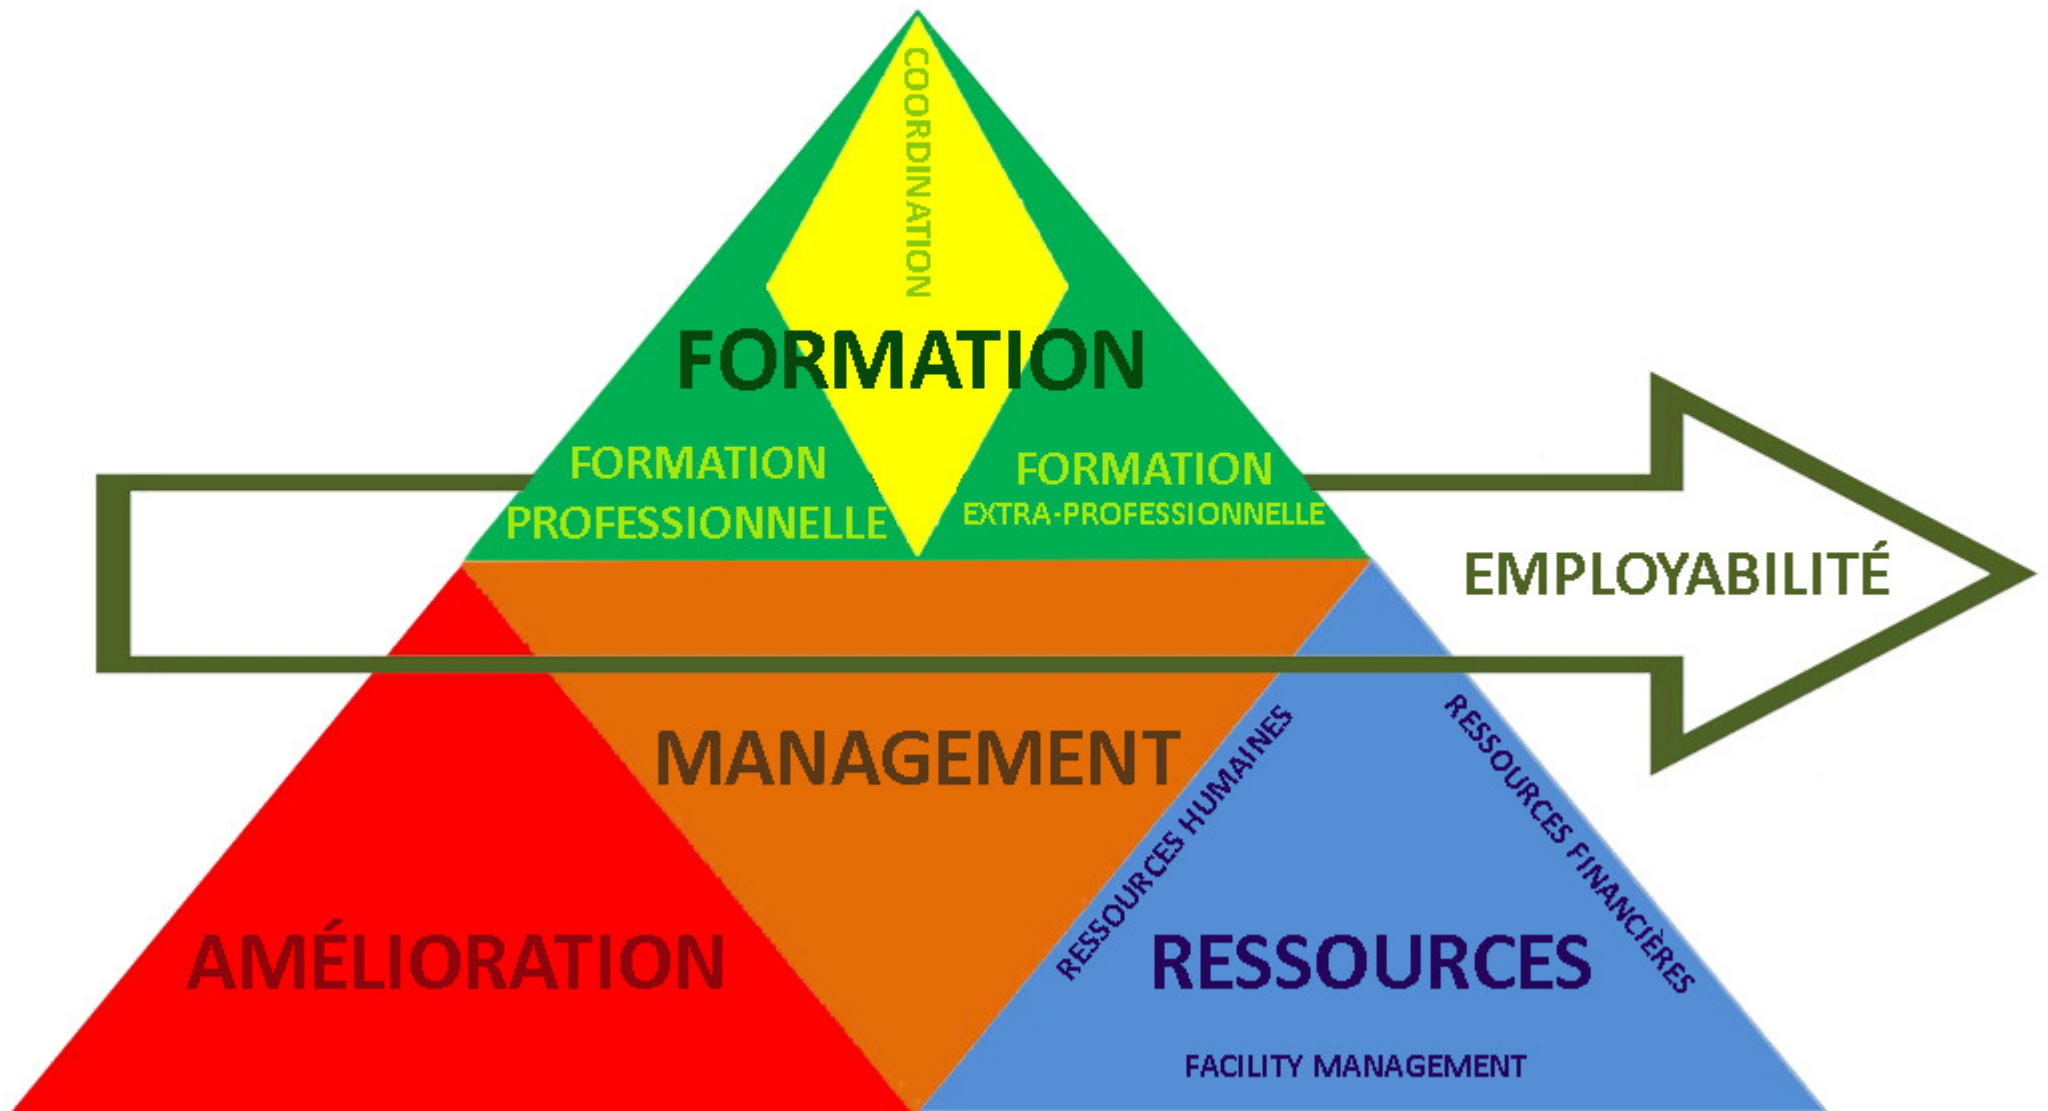 COORDINATION
FORMATION
FORMATION
PROFESSIONNELLE
FORMATION
EXTRA-PROFESSIONNELLE
EMPLOYABILITÉ
MANAGEMENT
RESSOURCES HUMAINES
RESSOURCES FINANCIÈRES
AMÉLIORATION
RESSOURCES
FACILITY MANAGEMENT